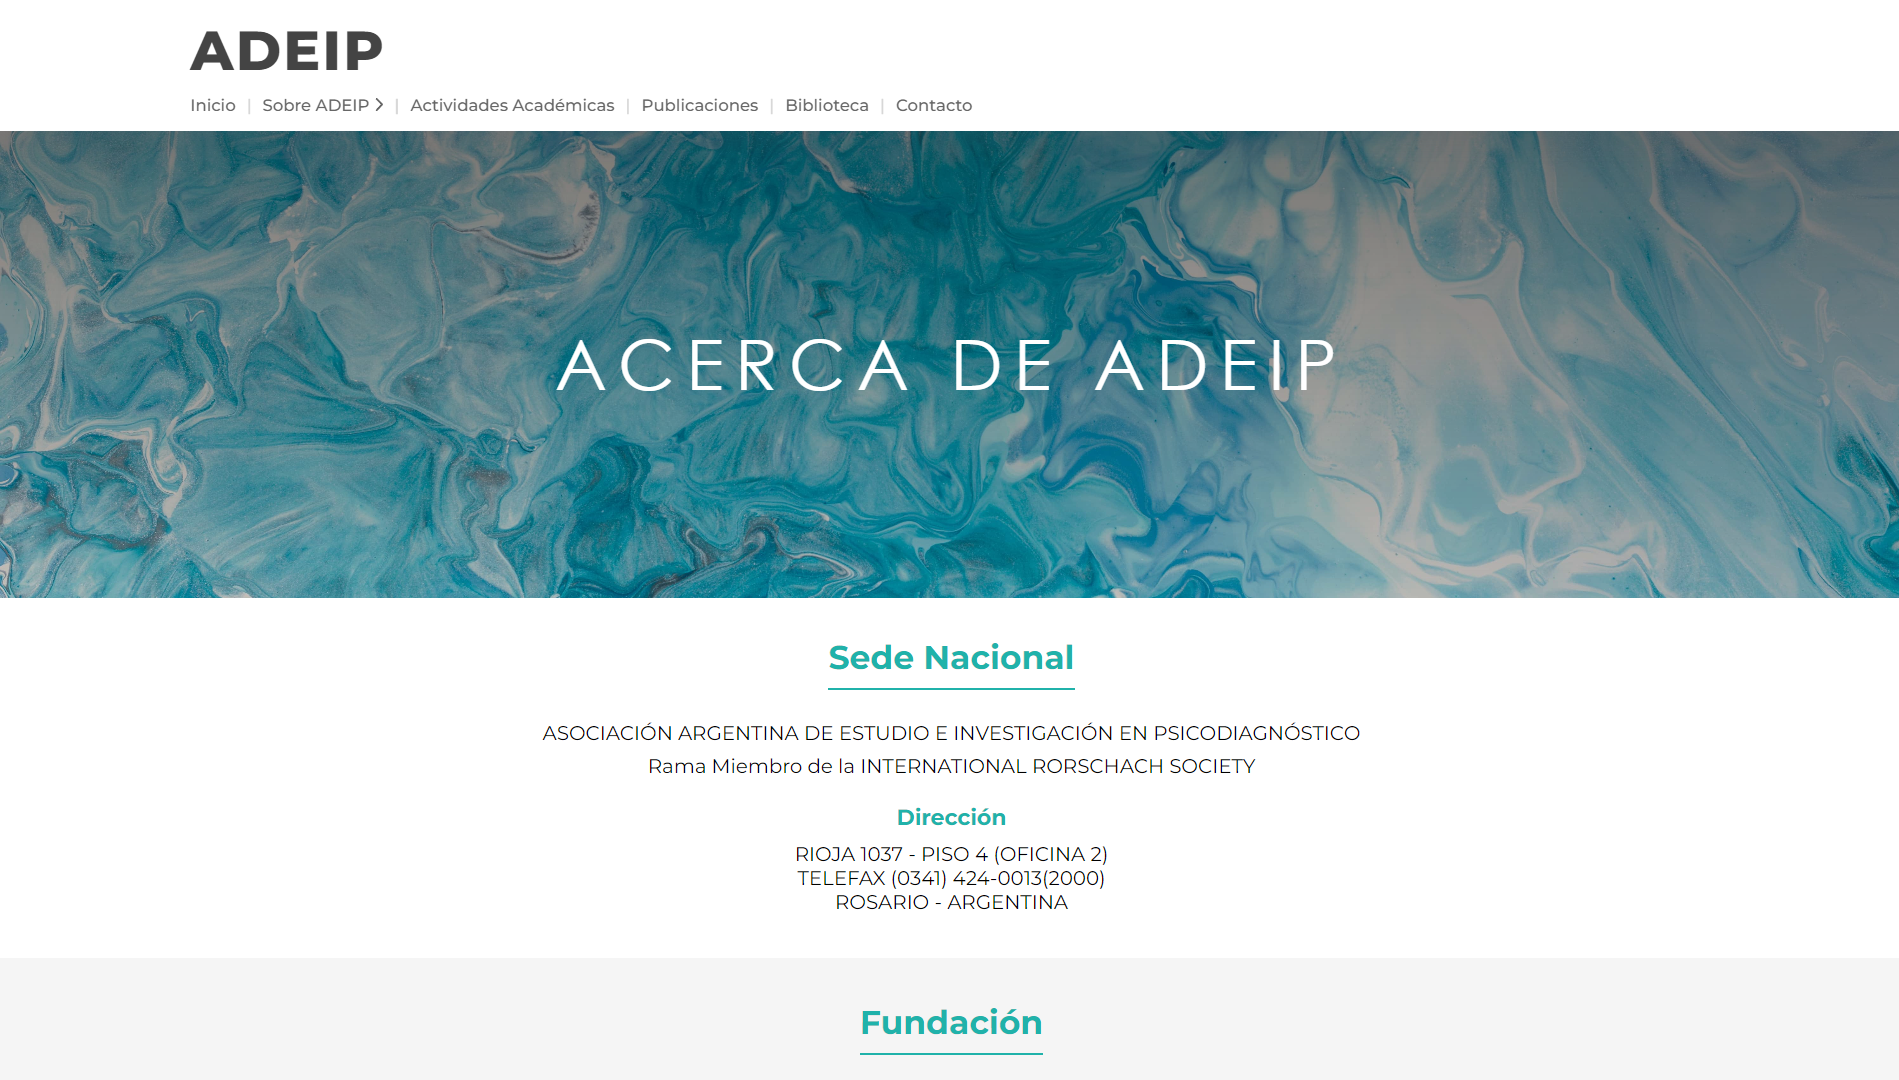 ADEIP
Inicio | Sobre ADEIP | Actividades Académicas | Publicaciones | Biblioteca | Contacto
ACERCA DE ADEIP
Sede Nacional
ASOCIACIÓN ARGENTINA DE ESTUDIO E INVESTIGACIÓN EN PSICODIAGNÓSTICO
Rama Miembro de la INTERNATIONAL RORSCHACH SOCIETY
Dirección
RIOJA 1037 - PISO 4 (OFICINA 2)
TELEFAX (0341) 424-0013(2000)
ROSARIO - ARGENTINA
Fundación